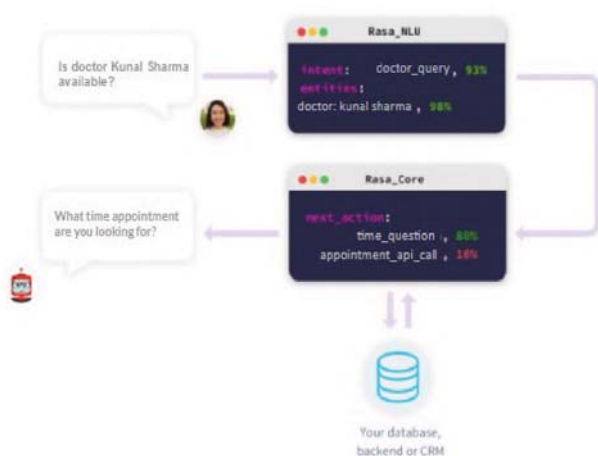 Is doctor Kunal Sharma
available?
Rasa_NLU
intent: doctor_query, 93%
entities:
doctor: kunal sharma , 98%
Rasa_Core
next_action:
time_question , 80%
appointment_api_call , 18%
What time appointment
are you looking for?
Your database,
backend or CRM